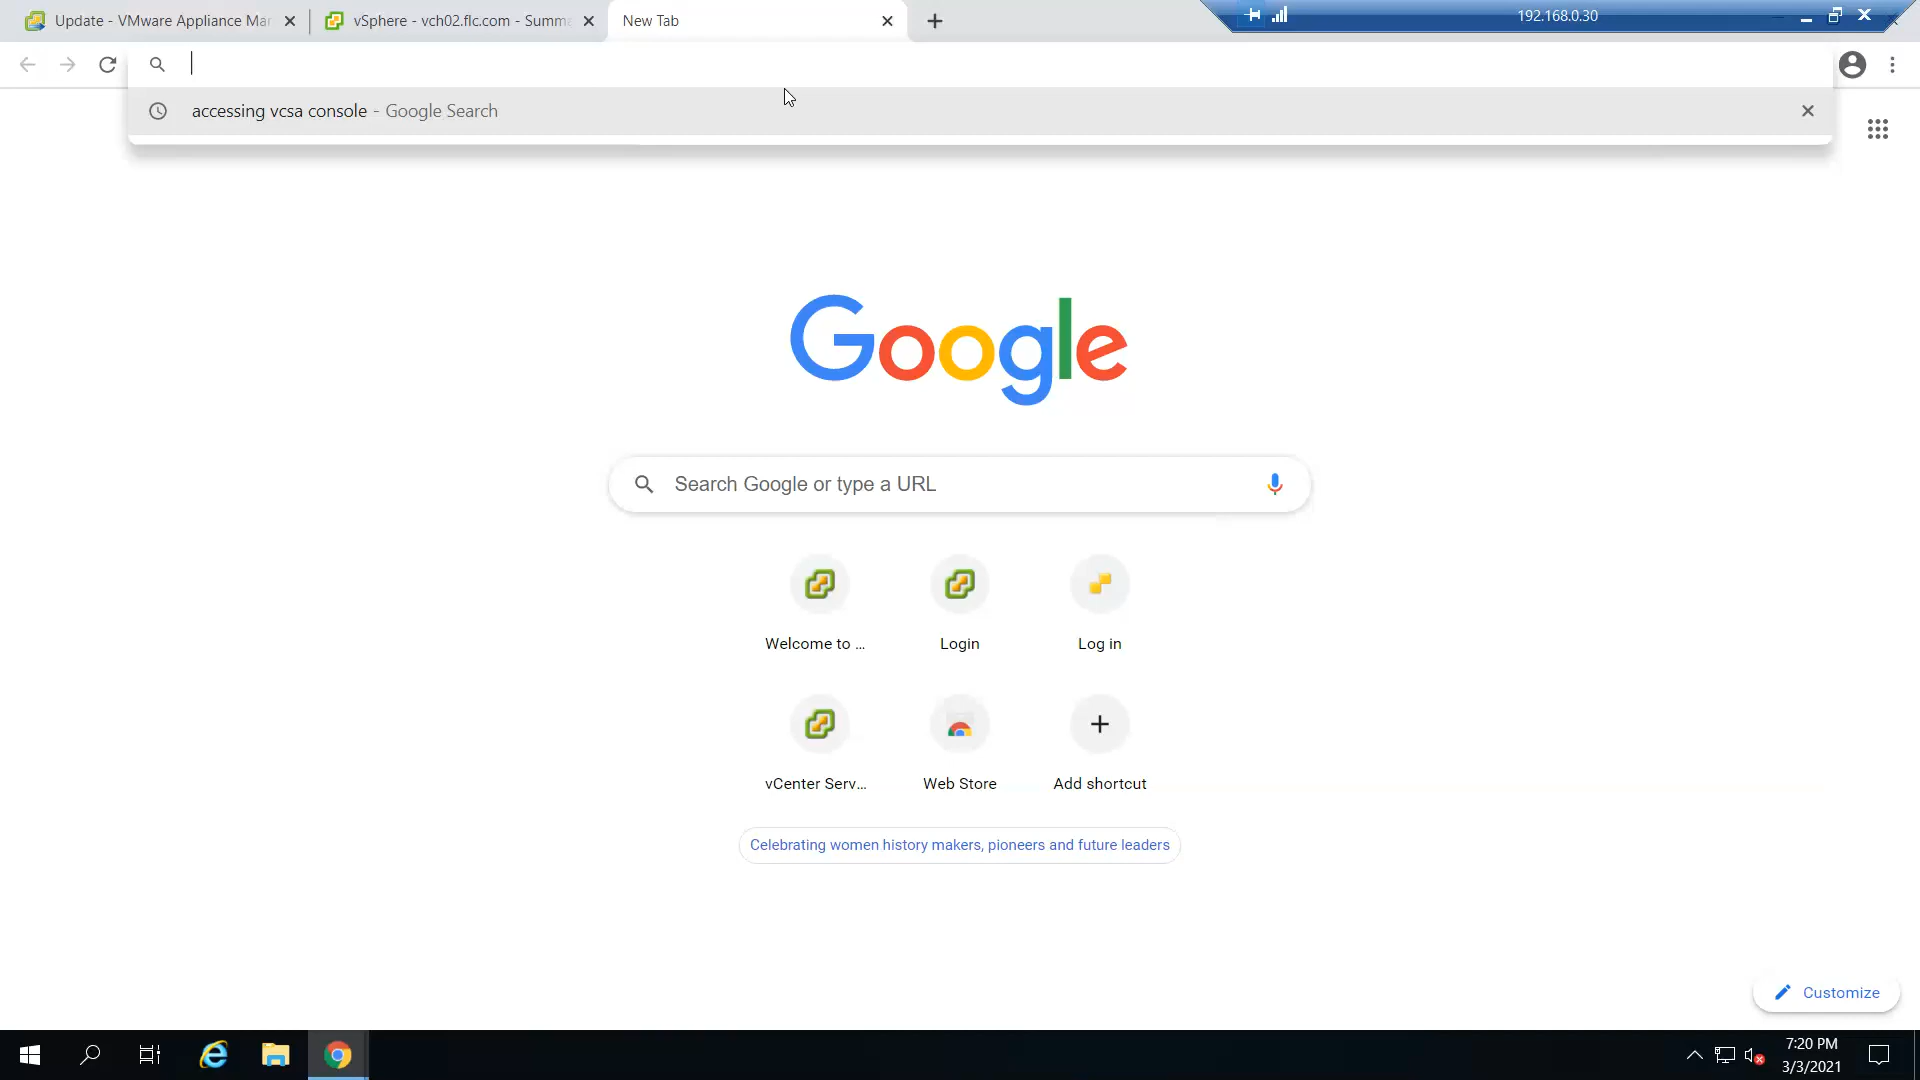 Update - VMware Appliance Mar
vSphere - vch02.flc.com - Summa
New Tab
192.168.0.30
accessing vcsa console - Google Search
Google
Search Google or type a URL
Welcome to ...
Login
Log in
vCenter Serv...
Web Store
Add shortcut
Celebrating women history makers, pioneers and future leaders
Customize
7:20 PM
3/3/2021